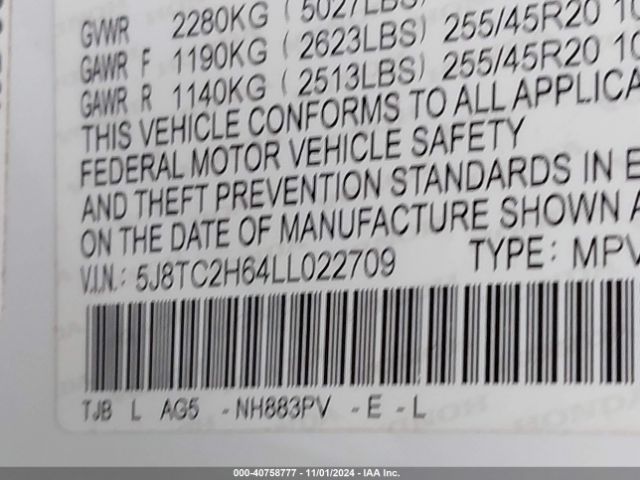 GVWR 2280KG (5027LBS)
GAWR F 1190KG (2623LBS) 255/45R20 10
GAWR R 1140KG (2513LBS) 255/45R20 10
THIS VEHICLE CONFORMS TO ALL APPLICA
FEDERAL MOTOR VEHICLE SAFETY
AND THEFT PREVENTION STANDARDS IN E
ON THE DATE OF MANUFACTURE SHOWN A
V.I.N.: 5J8TC2H64LL022709 TYPE: MPV
TJB L AG5 -NH883PV - E - L
000-40758777 - 11/01/2024 - IAA Inc.